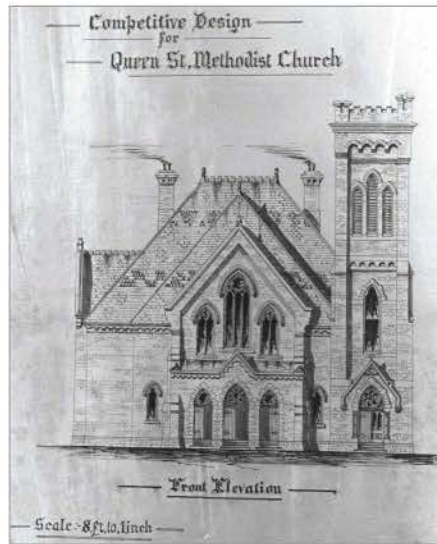 Competitive Design
for
Queen St. Methodist Church
Front Elevation
Scale :- 8 ft. to 1 inch